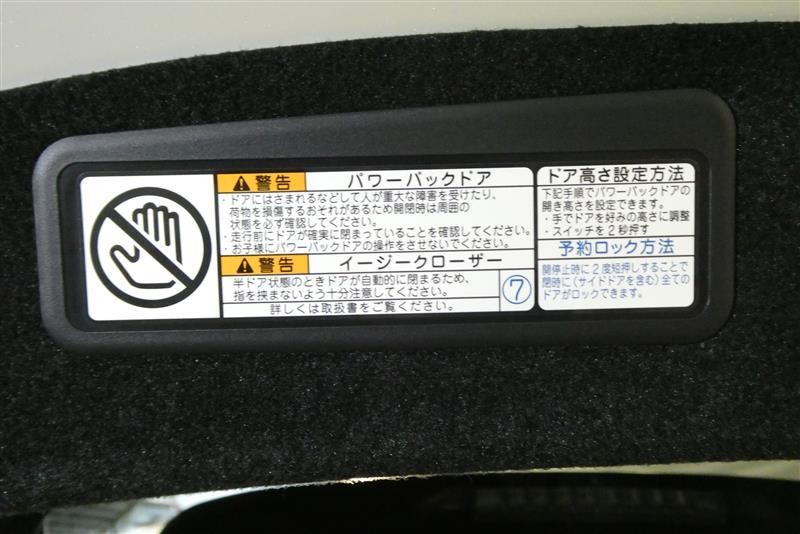 ⚠警告 パワーバックドア
・ドアにはさまれるなどして人が重大な障害を受けたり、
荷物を損傷するおそれがあるため開閉時は周囲の
状態を必ず確認してください。
・走行前にドアが確実に閉まっていることを確認してください。
・お子様にパワーバックドアの操作をさせないでください。
⚠警告 イージークローザー
半ドア状態のときドアが自動的に閉まるため、
指を挟まないよう十分注意してください。
詳しくは取扱書をご覧ください。
⑦
ドア高さ設定方法
下記手順でパワーバックドアの
開き高さを設定できます。
・手でドアを好みの高さに調整
・スイッチを2秒押す
予約ロック方法
開停止時に2度短押しすることで
閉時に(サイドドアを含む)全ての
ドアがロックできます。